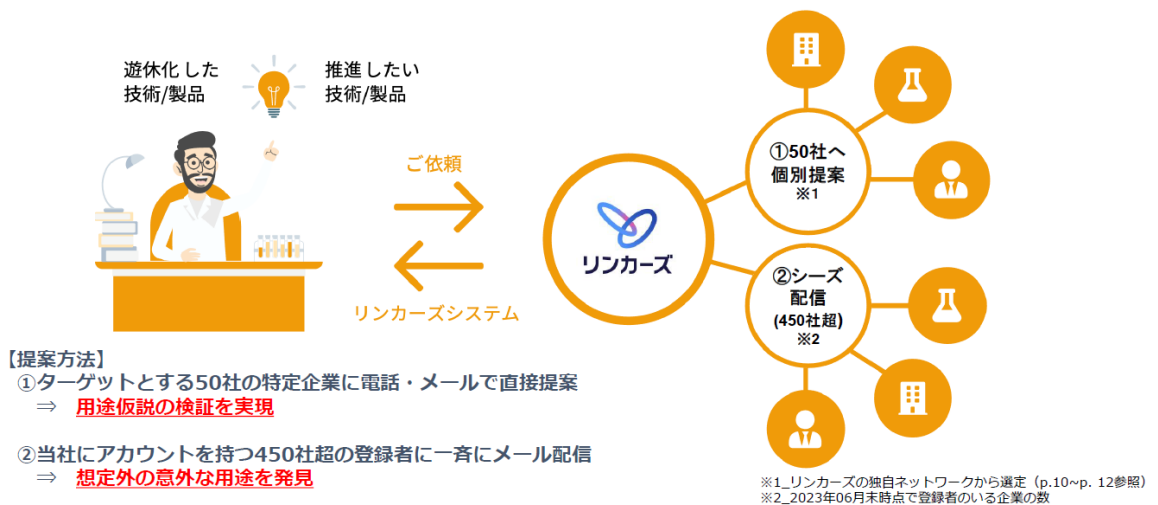 遊休化した
技術/製品
推進したい
技術/製品
ご依頼
リンカーズシステム
リンカーズ
①50社へ
個別提案
※1
②シーズ
配信
(450社超)
※2
【提案方法】
①ターゲットとする50社の特定企業に電話・メールで直接提案
⇒ 用途仮説の検証を実現
②当社にアカウントを持つ450社超の登録者に一斉にメール配信
⇒ 想定外の意外な用途を発見
※1_リンカーズの独自ネットワークから選定（p.10~p. 12参照）
※2_2023年06月末時点で登録者のいる企業の数